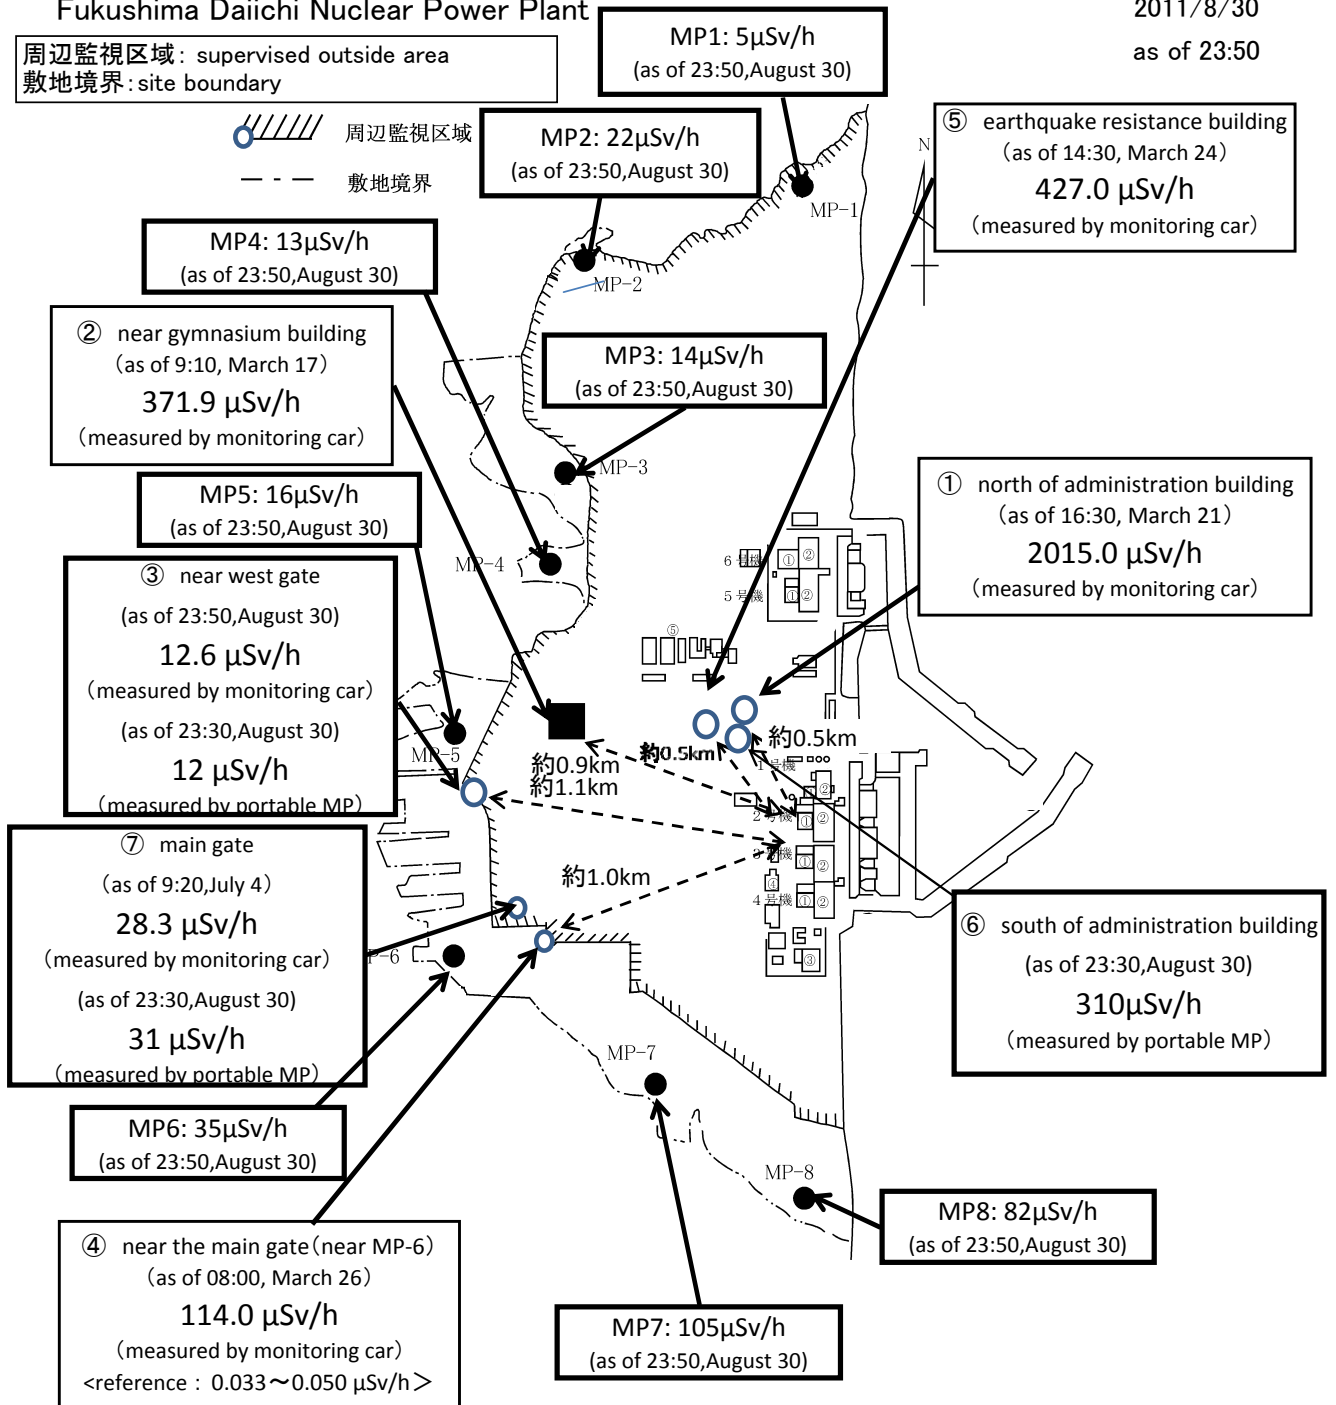 Fukushima Daiichi Nuclear Power Plant
2011/8/30
as of 23:50
周辺監視区域: supervised outside area
敷地境界:site boundary
周辺監視区域
敷地境界
MP1: 5μSv/h
(as of 23:50,August 30)
MP2: 22μSv/h
(as of 23:50,August 30)
⑤ earthquake resistance building
(as of 14:30, March 24)
427.0 μSv/h
(measured by monitoring car)
N
MP-1
MP4: 13μSv/h
(as of 23:50,August 30)
MP-2
② near gymnasium building
(as of 9:10, March 17)
371.9 μSv/h
(measured by monitoring car)
MP3: 14μSv/h
(as of 23:50,August 30)
MP-3
MP5: 16μSv/h
(as of 23:50,August 30)
① north of administration building
(as of 16:30, March 21)
2015.0 μSv/h
(measured by monitoring car)
MP-4
6号機
① ②
5号機
① ②
③ near west gate
(as of 23:50,August 30)
12.6 μSv/h
(measured by monitoring car)
(as of 23:30,August 30)
12 μSv/h
(measured by portable MP)
⑤
MP-5
約0.9km
約1.1km
約0.5km
約0.5km
1号機
②
2号機
① ②
3号機
① ②
④
4号機
① ②
③
約1.0km
⑦ main gate
(as of 9:20,July 4)
28.3 μSv/h
(measured by monitoring car)
(as of 23:30,August 30)
31 μSv/h
(measured by portable MP)
P-6
⑥ south of administration building
(as of 23:30,August 30)
310μSv/h
(measured by portable MP)
MP-7
MP6: 35μSv/h
(as of 23:50,August 30)
MP-8
MP8: 82μSv/h
(as of 23:50,August 30)
④ near the main gate(near MP-6)
(as of 08:00, March 26)
114.0 μSv/h
(measured by monitoring car)
<reference : 0.033～0.050 μSv/h>
MP7: 105μSv/h
(as of 23:50,August 30)